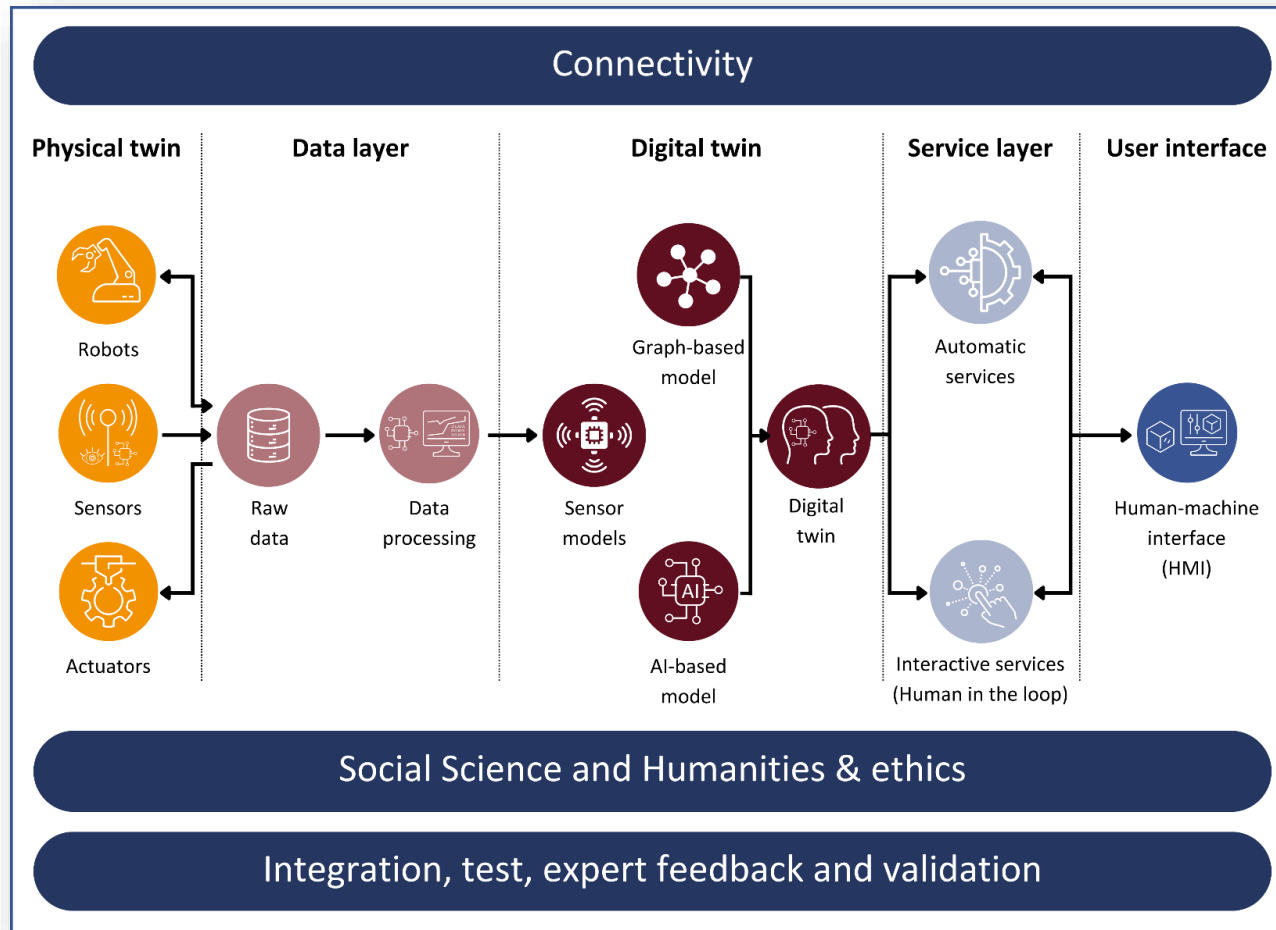 Connectivity
Physical twin
Data layer
Digital twin
Service layer
User interface
Robots
Graph-based
model
Automatic
services
Sensors
Raw
data
Data
processing
Sensor
models
Digital
twin
Human-machine
interface
(HMI)
Actuators
AI
AI-based
model
Interactive services
(Human in the loop)
Social Science and Humanities & ethics
Integration, test, expert feedback and validation